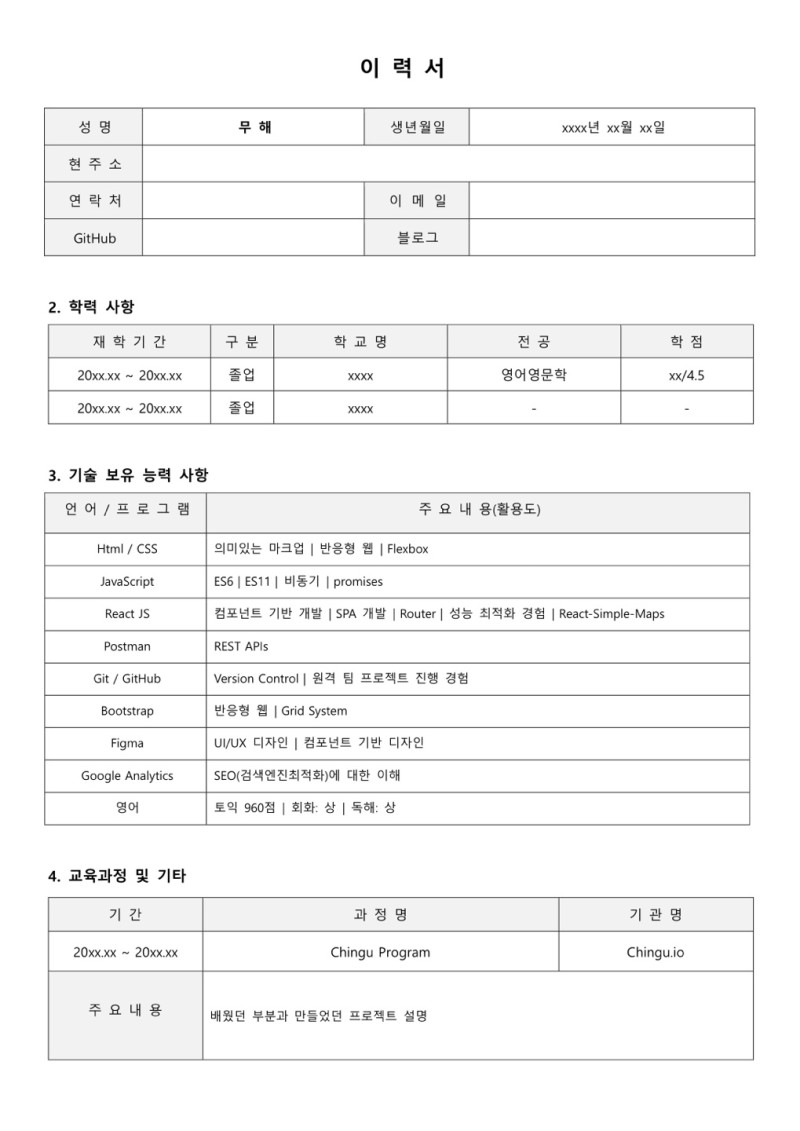 이 력 서
성 명 무 해 생년월일 xxxx년 xx월 xx일
현 주 소
연 락 처 이 메 일
GitHub 블로그
2. 학력 사항
재 학 기 간 구 분 학 교 명 전 공 학 점
20xx.xx ~ 20xx.xx 졸업 xxxx 영어영문학 xx/4.5
20xx.xx ~ 20xx.xx 졸업 xxxx - -
3. 기술 보유 능력 사항
언 어 / 프 로 그 램 주 요 내 용(활용도)
Html / CSS 의미있는 마크업 | 반응형 웹 | Flexbox
JavaScript ES6 | ES11 | 비동기 | promises
React JS 컴포넌트 기반 개발 | SPA 개발 | Router | 성능 최적화 경험 | React-Simple-Maps
Postman REST APIs
Git / GitHub Version Control | 원격 팀 프로젝트 진행 경험
Bootstrap 반응형 웹 | Grid System
Figma UI/UX 디자인 | 컴포넌트 기반 디자인
Google Analytics SEO(검색엔진최적화)에 대한 이해
영어 토익 960점 | 회화: 상 | 독해: 상
4. 교육과정 및 기타
기 간 과 정 명 기 관 명
20xx.xx ~ 20xx.xx Chingu Program Chingu.io
주 요 내 용 배웠던 부분과 만들었던 프로젝트 설명